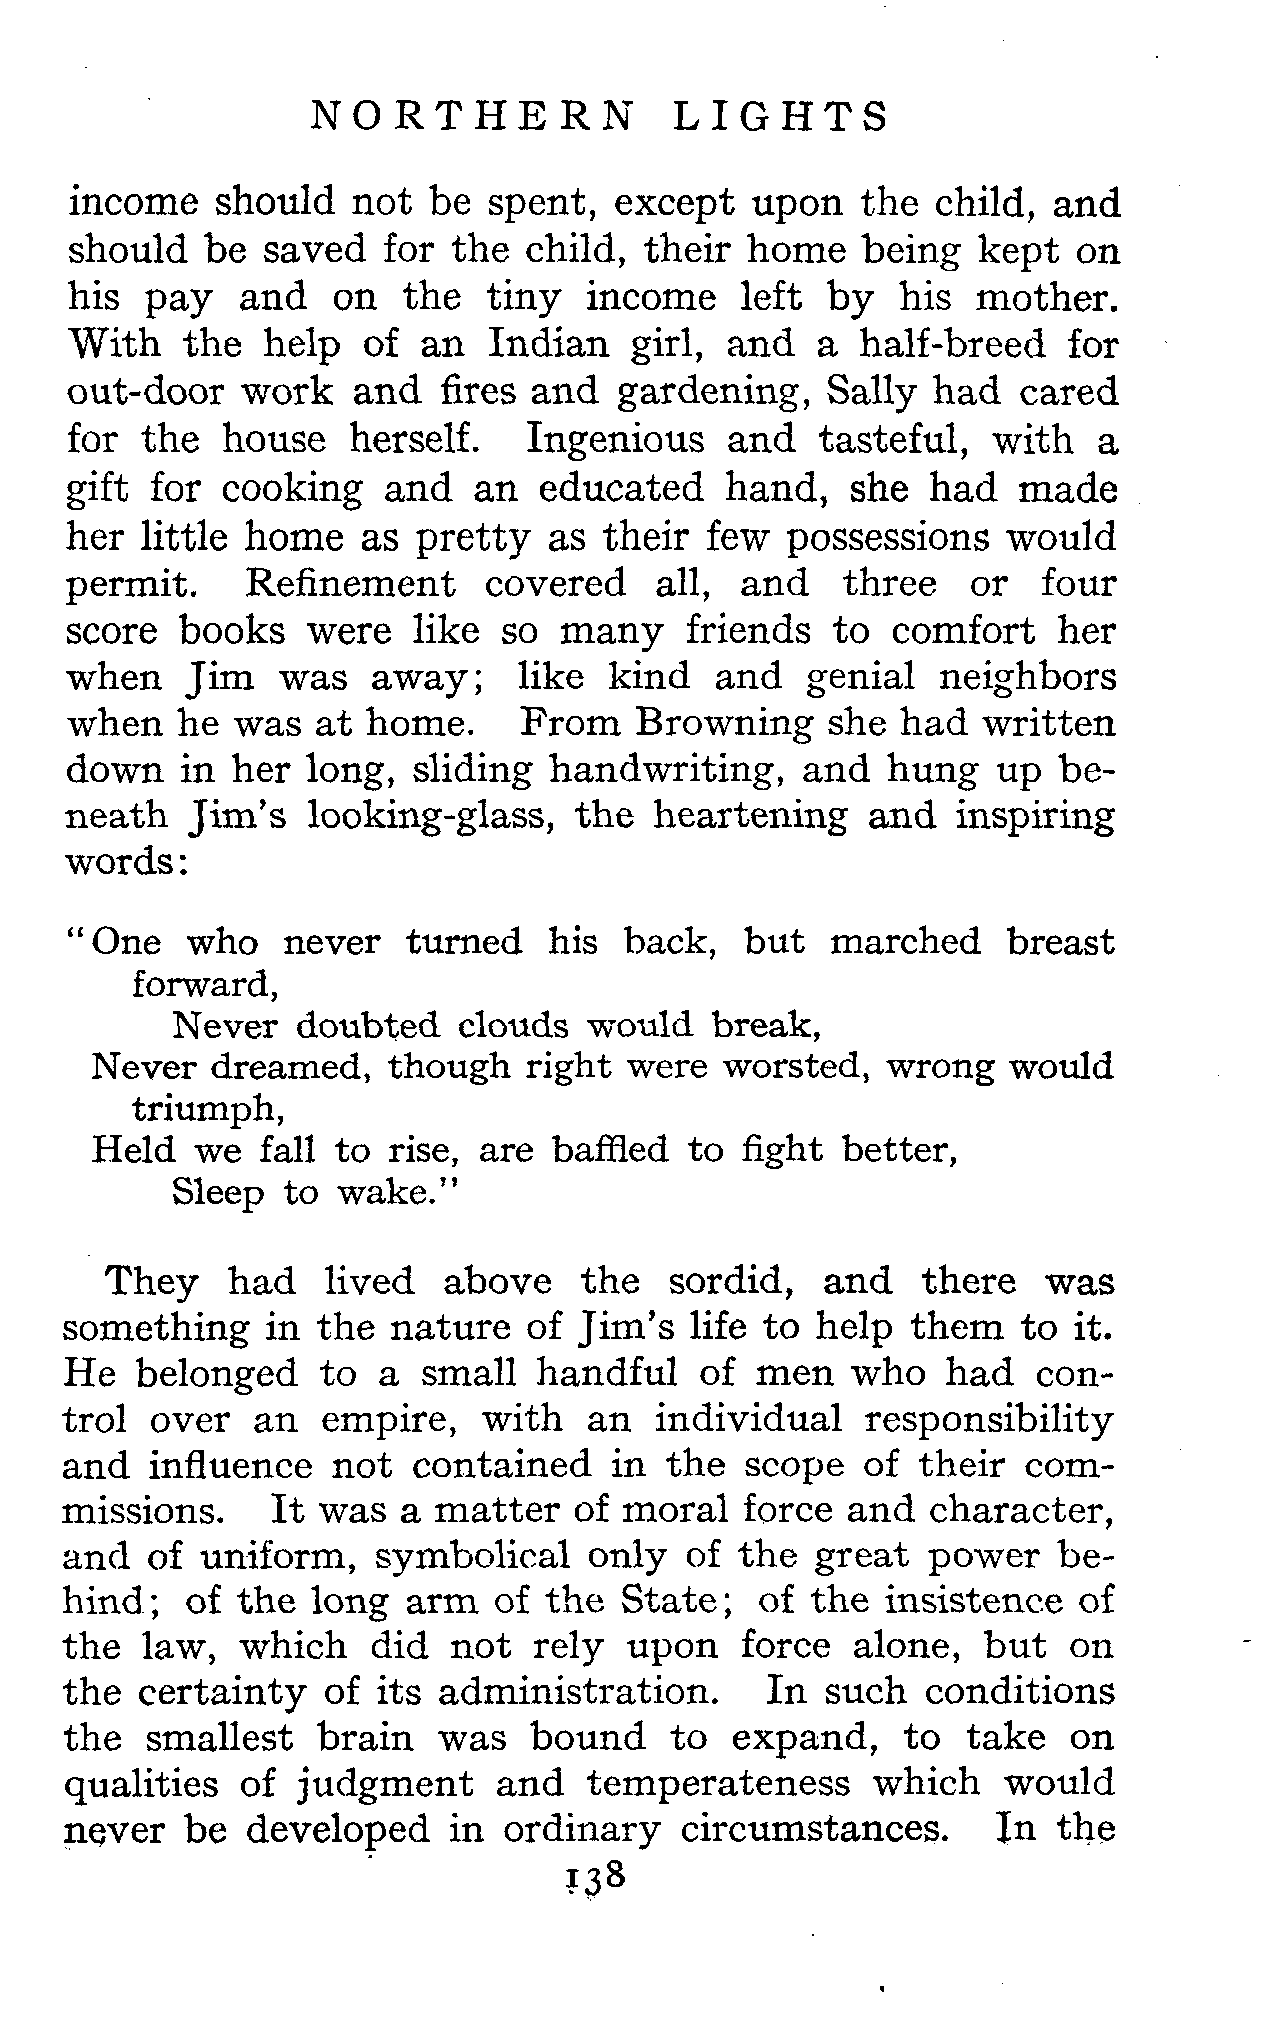 NORTHERN LIGHTS
income should not be spent, except upon the child, and
should be saved for the child, their home being kept on
his pay and on the tiny income left by his mother.
With the help of an Indian girl, and a half-breed for
out-door work and fires and gardening, Sally had cared
for the house herself. Ingenious and tasteful, with a
gift for cooking and an educated hand, she had made
her little home as pretty as their few possessions would
permit. Refinement covered all, and three or four
score books were like so many friends to comfort her
when Jim was away; like kind and genial neighbors
when he was at home. From Browning she had written
down in her long, sliding handwriting, and hung up be-
neath Jim's looking-glass, the heartening and inspiring
words:
"One who never turned his back, but marched breast
forward,
Never doubted clouds would break,
Never dreamed, though right were worsted, wrong would
triumph,
Held we fall to rise, are baffled to fight better,
Sleep to wake."
They had lived above the sordid, and there was
something in the nature of Jim's life to help them to it.
He belonged to a small handful of men who had con-
trol over an empire, with an individual responsibility
and influence not contained in the scope of their com-
missions. It was a matter of moral force and character,
and of uniform, symbolical only of the great power be-
hind; of the long arm of the State; of the insistence of
the law, which did not rely upon force alone, but on
the certainty of its administration. In such conditions
the smallest brain was bound to expand, to take on
qualities of judgment and temperateness which would
never be developed in ordinary circumstances. In the
138